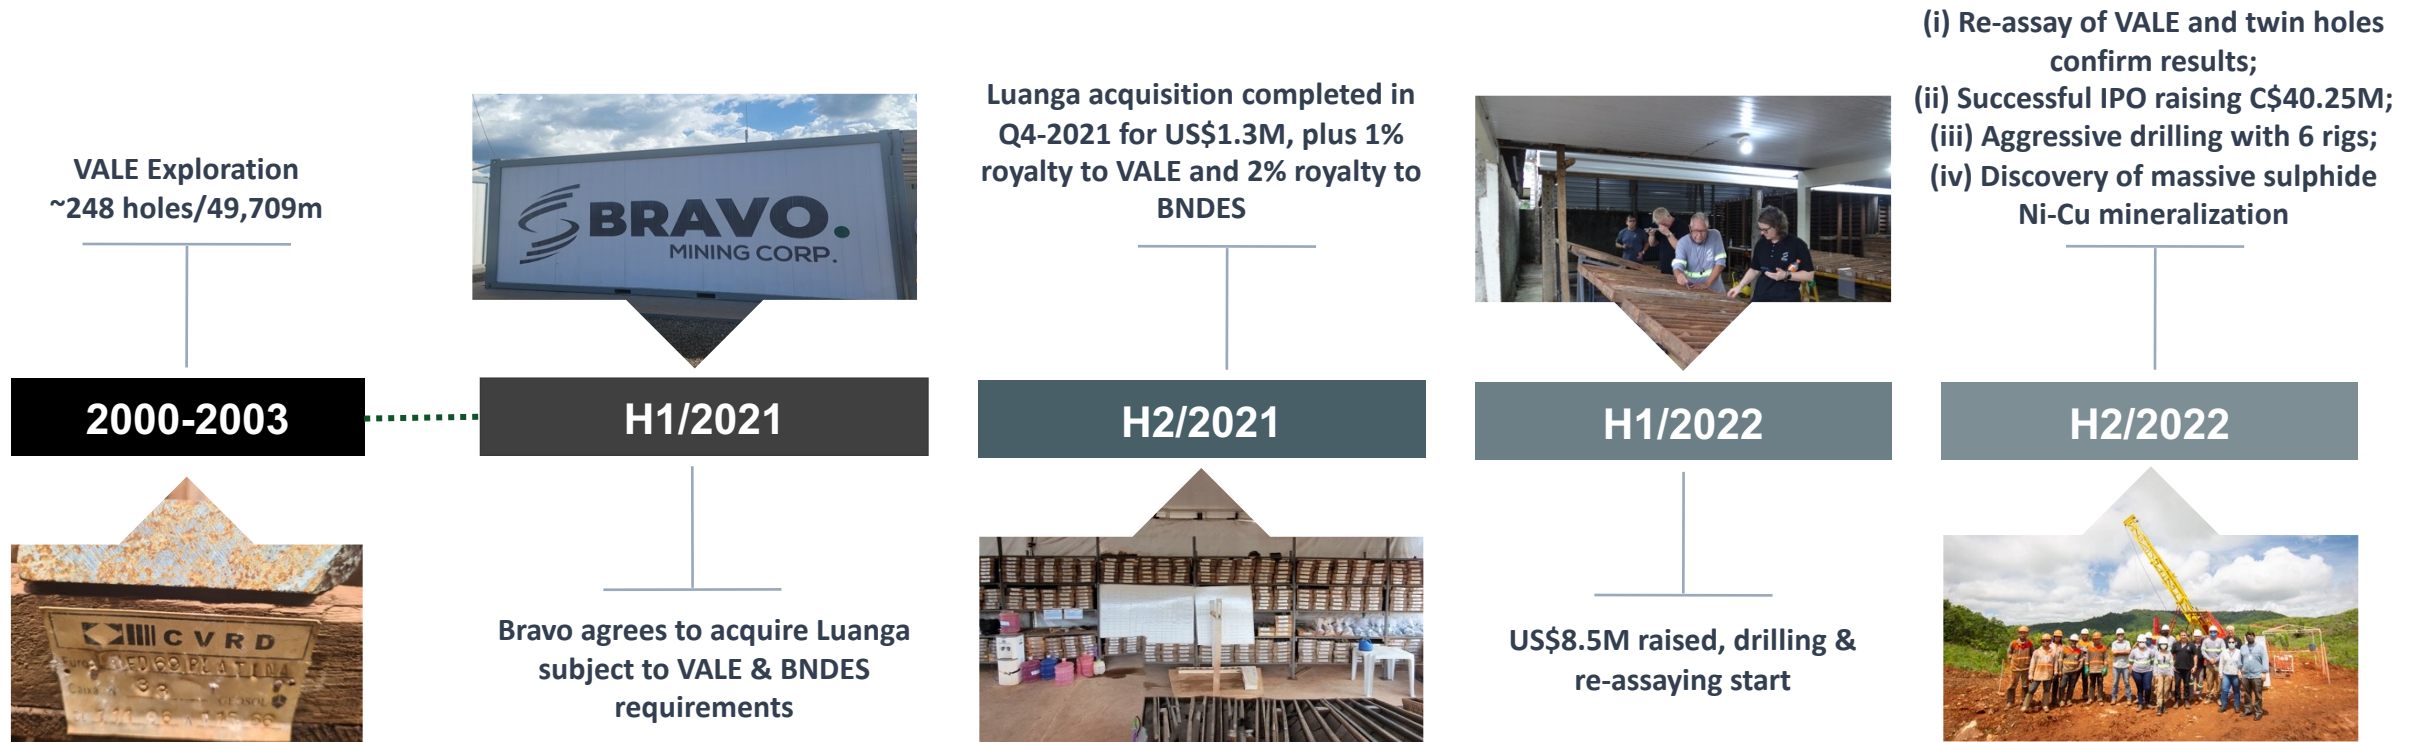 VALE Exploration
~248 holes/49,709m
2000-2003
CVRD
PLATINA
BRAVO.
MINING CORP.
H1/2021
Bravo agrees to acquire Luanga
subject to VALE & BNDES
requirements
Luanga acquisition completed in
Q4-2021 for US$1.3M, plus 1%
royalty to VALE and 2% royalty to
BNDES
H2/2021
H1/2022
US$8.5M raised, drilling &
re-assaying start
(i) Re-assay of VALE and twin holes
confirm results;
(ii) Successful IPO raising C$40.25M;
(iii) Aggressive drilling with 6 rigs;
(iv) Discovery of massive sulphide
Ni-Cu mineralization
H2/2022